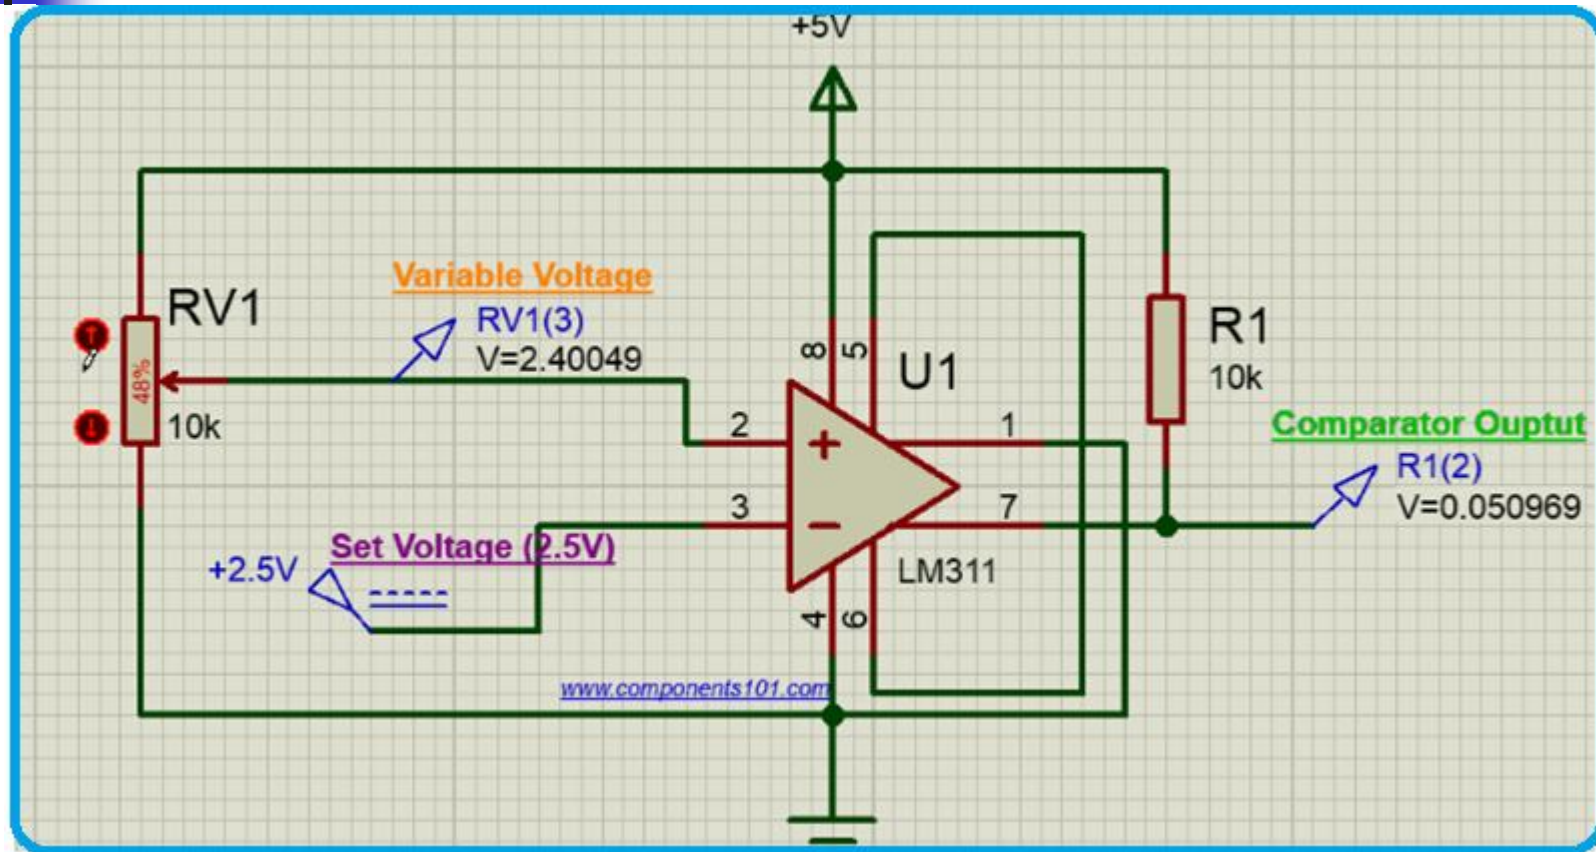 +5V
Variable Voltage
RV1
RV1(3)
V=2.40049
48%
10k
8
5
U1
R1
10k
2
+
1
Comparator Ouptut
R1(2)
V=0.050969
3
−
7
Set Voltage (2.5V)
+2.5V
LM311
4
6
www.components101.com